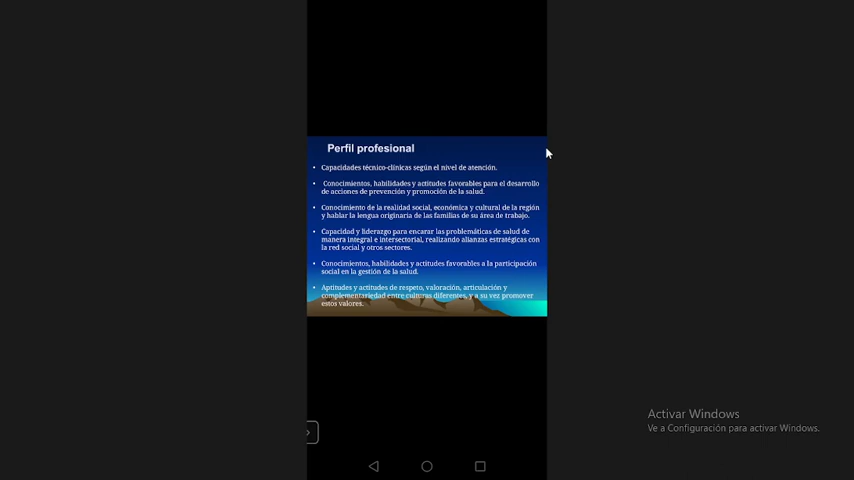 Perfil profesional
• Capacidades técnico-clínicas según el nivel de atención.
• Conocimientos, habilidades y actitudes favorables para el desarrollo
de acciones de prevención y promoción de la salud.
• Conocimiento de la realidad social, económica y cultural de la región
y hablar la lengua originaria de las familias de su área de trabajo.
• Capacidad y liderazgo para encarar las problemáticas de salud de
manera integral e intersectorial, realizando alianzas estratégicas con
la red social y otros sectores.
• Conocimientos, habilidades y actitudes favorables a la participación
social en la gestión de la salud.
• Aptitudes y actitudes de respeto, valoración, articulación y
complementariedad entre culturas diferentes, y a su vez promover
estos valores.
Activar Windows
Ve a Configuración para activar Windows.